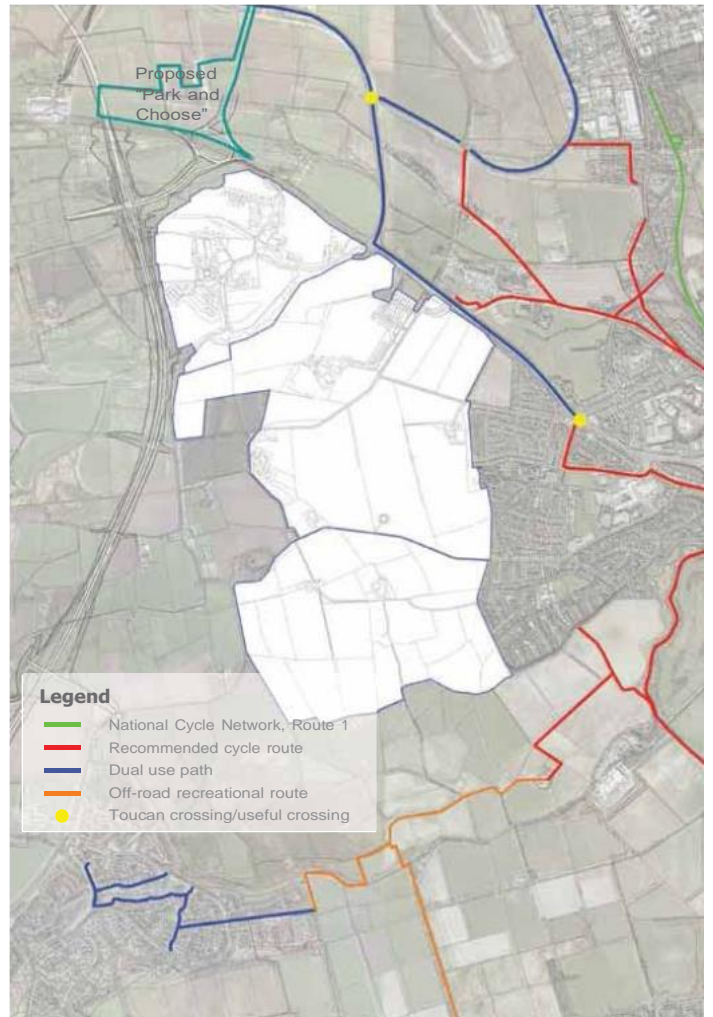 Proposed
"Park and
Choose"
Legend
National Cycle Network, Route 1
Recommended cycle route
Dual use path
Off-road recreational route
Toucan crossing/useful crossing